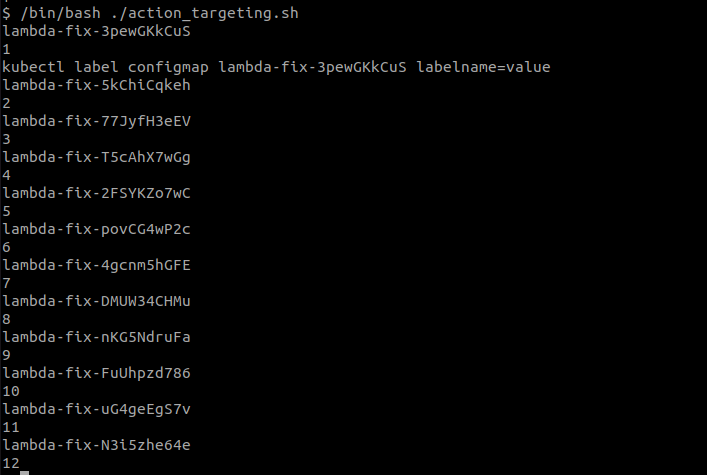 $ /bin/bash ./action_targeting.sh
lambda-fix-3pewGKkCuS
1
kubectl label configmap lambda-fix-3pewGKkCuS labelname=value
lambda-fix-5kChiCqkeh
2
lambda-fix-77JyfH3eEV
3
lambda-fix-T5cAhX7wGg
4
lambda-fix-2FSYKZo7wC
5
lambda-fix-povCG4wP2c
6
lambda-fix-4gcnm5hGFE
7
lambda-fix-DMUW34CHMu
8
lambda-fix-nKG5NdruFa
9
lambda-fix-FuUhpzd786
10
lambda-fix-uG4geEgS7v
11
lambda-fix-N3i5zhe64e
12